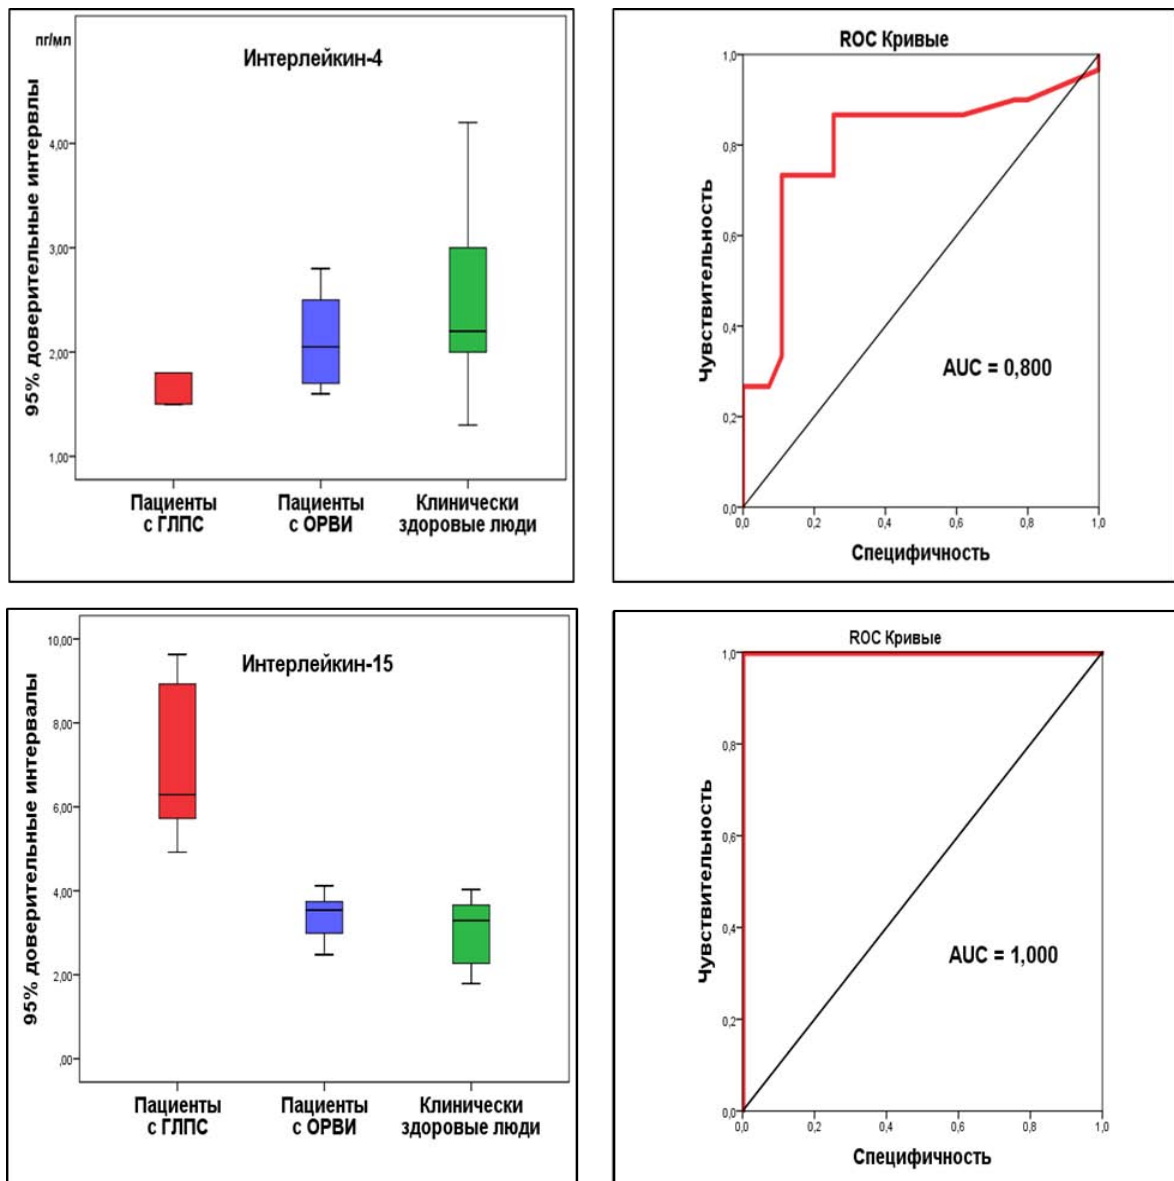 пг/мл
Интерлейкин-4
95% доверительные интервлы
4,00
3,00
2,00
1,00
Пациенты
с ГЛПС
Пациенты
с ОРВИ
Клинически
здоровые люди
ROC Кривые
Чувствительность
1,0
0,8
0,6
0,4
0,2
0,0
AUC = 0,800
0,0
0,2
0,4
0,6
0,8
1,0
Специфичность
Интерлейкин-15
95% доверительные интервалы
10,00
8,00
6,00
4,00
2,00
,00
Пациенты
с ГЛПС
Пациенты
с ОРВИ
Клинически
здоровые люди
ROC Кривые
Чувствительность
1,0
0,8
0,6
0,4
0,2
0,0
AUC = 1,000
0,0
0,2
0,4
0,6
0,8
1,0
Специфичность